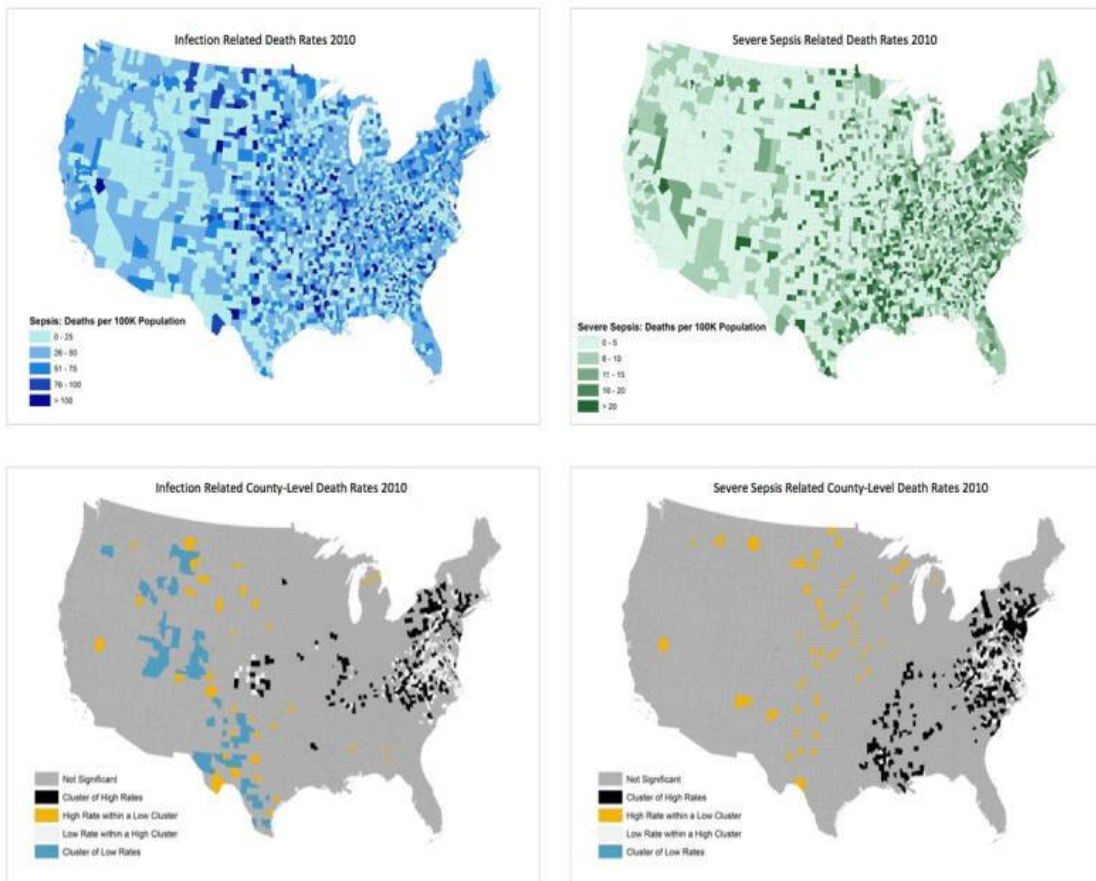 Infection Related Death Rates 2010
Sepsis: Deaths per 100K Population
0 - 25
26 - 50
51 - 75
76 - 100
> 100
Severe Sepsis Related Death Rates 2010
Severe Sepsis: Deaths per 100K Population
0 - 5
6 - 10
11 - 15
16 - 20
> 20
Infection Related County-Level Death Rates 2010
Not Significant
Cluster of High Rates
High Rate within a Low Cluster
Low Rate within a High Cluster
Cluster of Low Rates
Severe Sepsis Related County-Level Death Rates 2010
Not Significant
Cluster of High Rates
High Rate within a Low Cluster
Low Rate within a High Cluster
Cluster of Low Rates